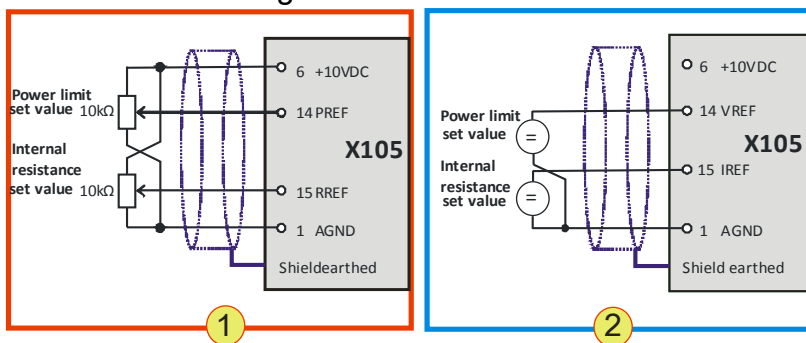 6 +10VDC
Power limit
set value 10kΩ
14 PREF
X105
Internal
resistance
set value 10kΩ
15 RREF
1 AGND
Shieldearthed
1
6 +10VDC
Power limit
set value
=
14 VREF
X105
Internal
resistance
set value
=
15 IREF
1 AGND
Shield earthed
2